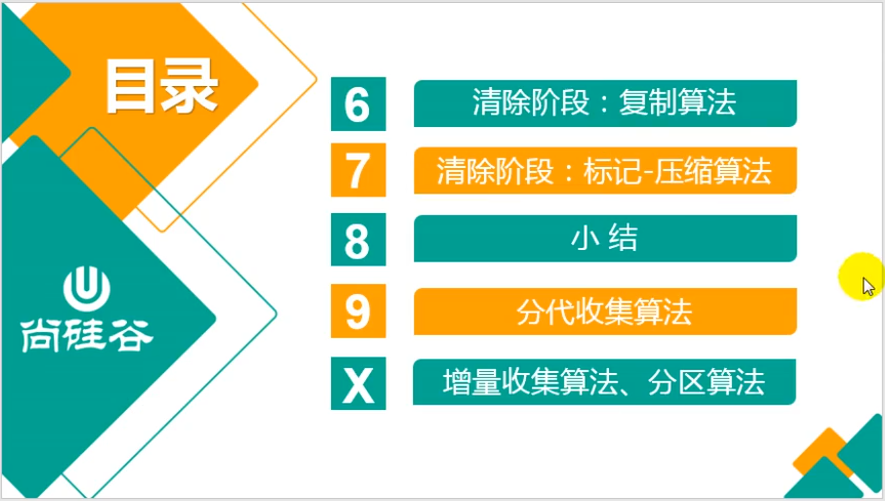 目录
6 清除阶段：复制算法
7 清除阶段：标记-压缩算法
8 小 结
9 分代收集算法
X 增量收集算法、分区算法
尚硅谷